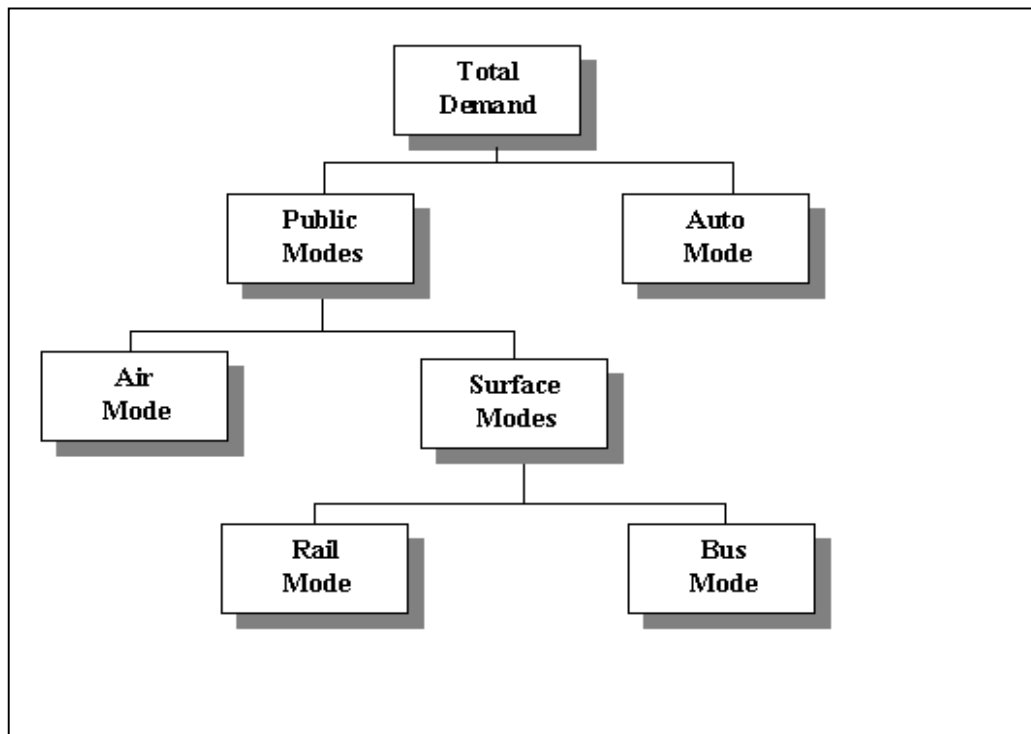 Total
Demand
Public
Modes
Auto
Mode
Air
Mode
Surface
Modes
Rail
Mode
Bus
Mode